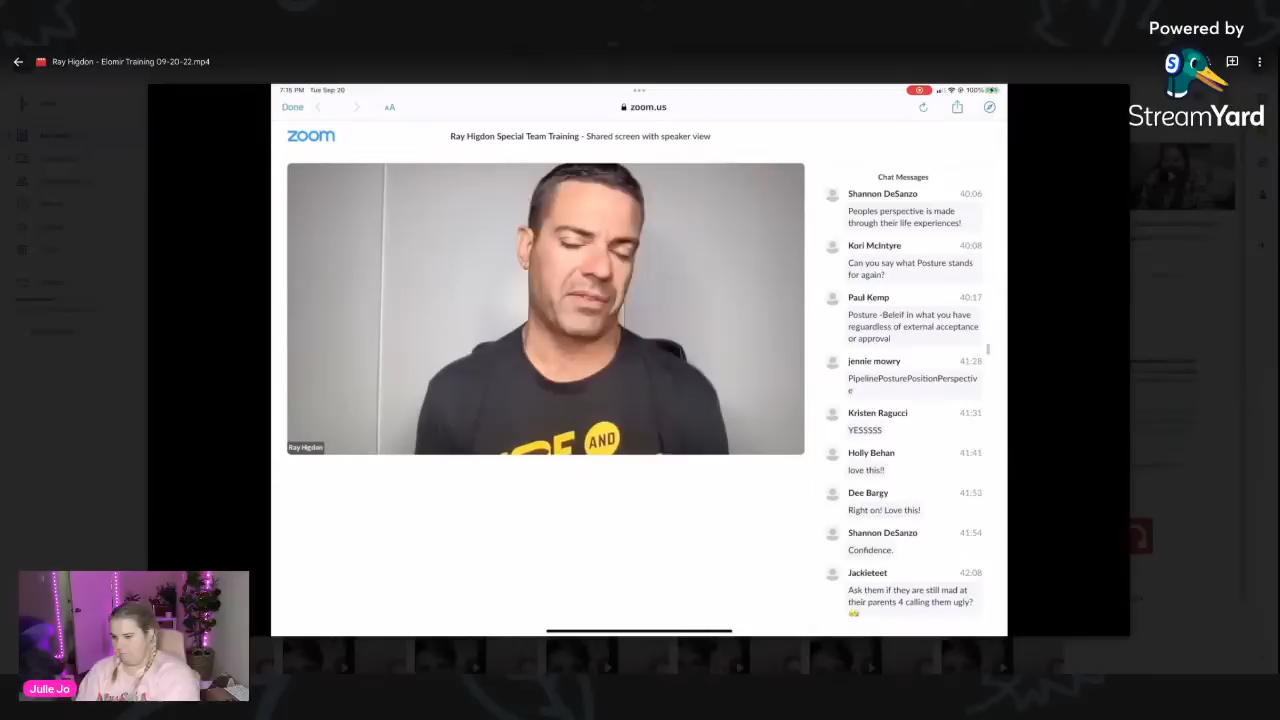 Powered by
StreamYard
Ray Higdon - Elomir Training 09-20-22.mp4
7:15 PM Tue Sep 20
100%
Done
AA
zoom.us
zoom
Ray Higdon Special Team Training - Shared screen with speaker view
Chat Messages
Shannon DeSanzo 40:06
Peoples perspective is made
through their life experiences!
Kori McIntyre 40:08
Can you say what Posture stands
for again?
Paul Kemp 40:17
Posture -Beleif in what you have
reguardless of external acceptance
or approval
jennie mowry 41:28
PipelinePosturePositionPerspectiv
e
Kristen Ragucci 41:31
YESSSSS
Holly Behan 41:41
love this!!
Dee Bargy 41:53
Right on! Love this!
Shannon DeSanzo 41:54
Confidence.
Jackieteet 42:08
Ask them if they are still mad at
their parents 4 calling them ugly?
AND
Ray Higdon
Julie Jo